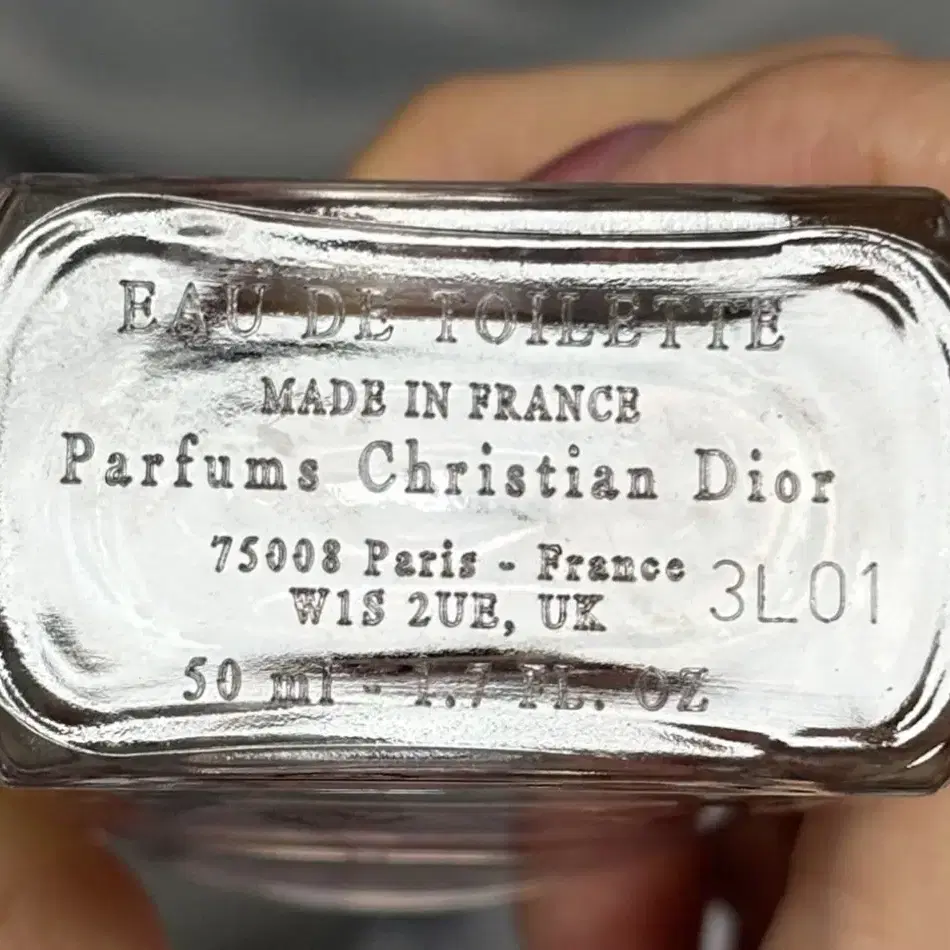 EAU DE TOILETTE
MADE IN FRANCE
Parfums Christian Dior
75008 Paris - France
W1S 2UE, UK
3L01
50 ml - 1.7 FL. OZ